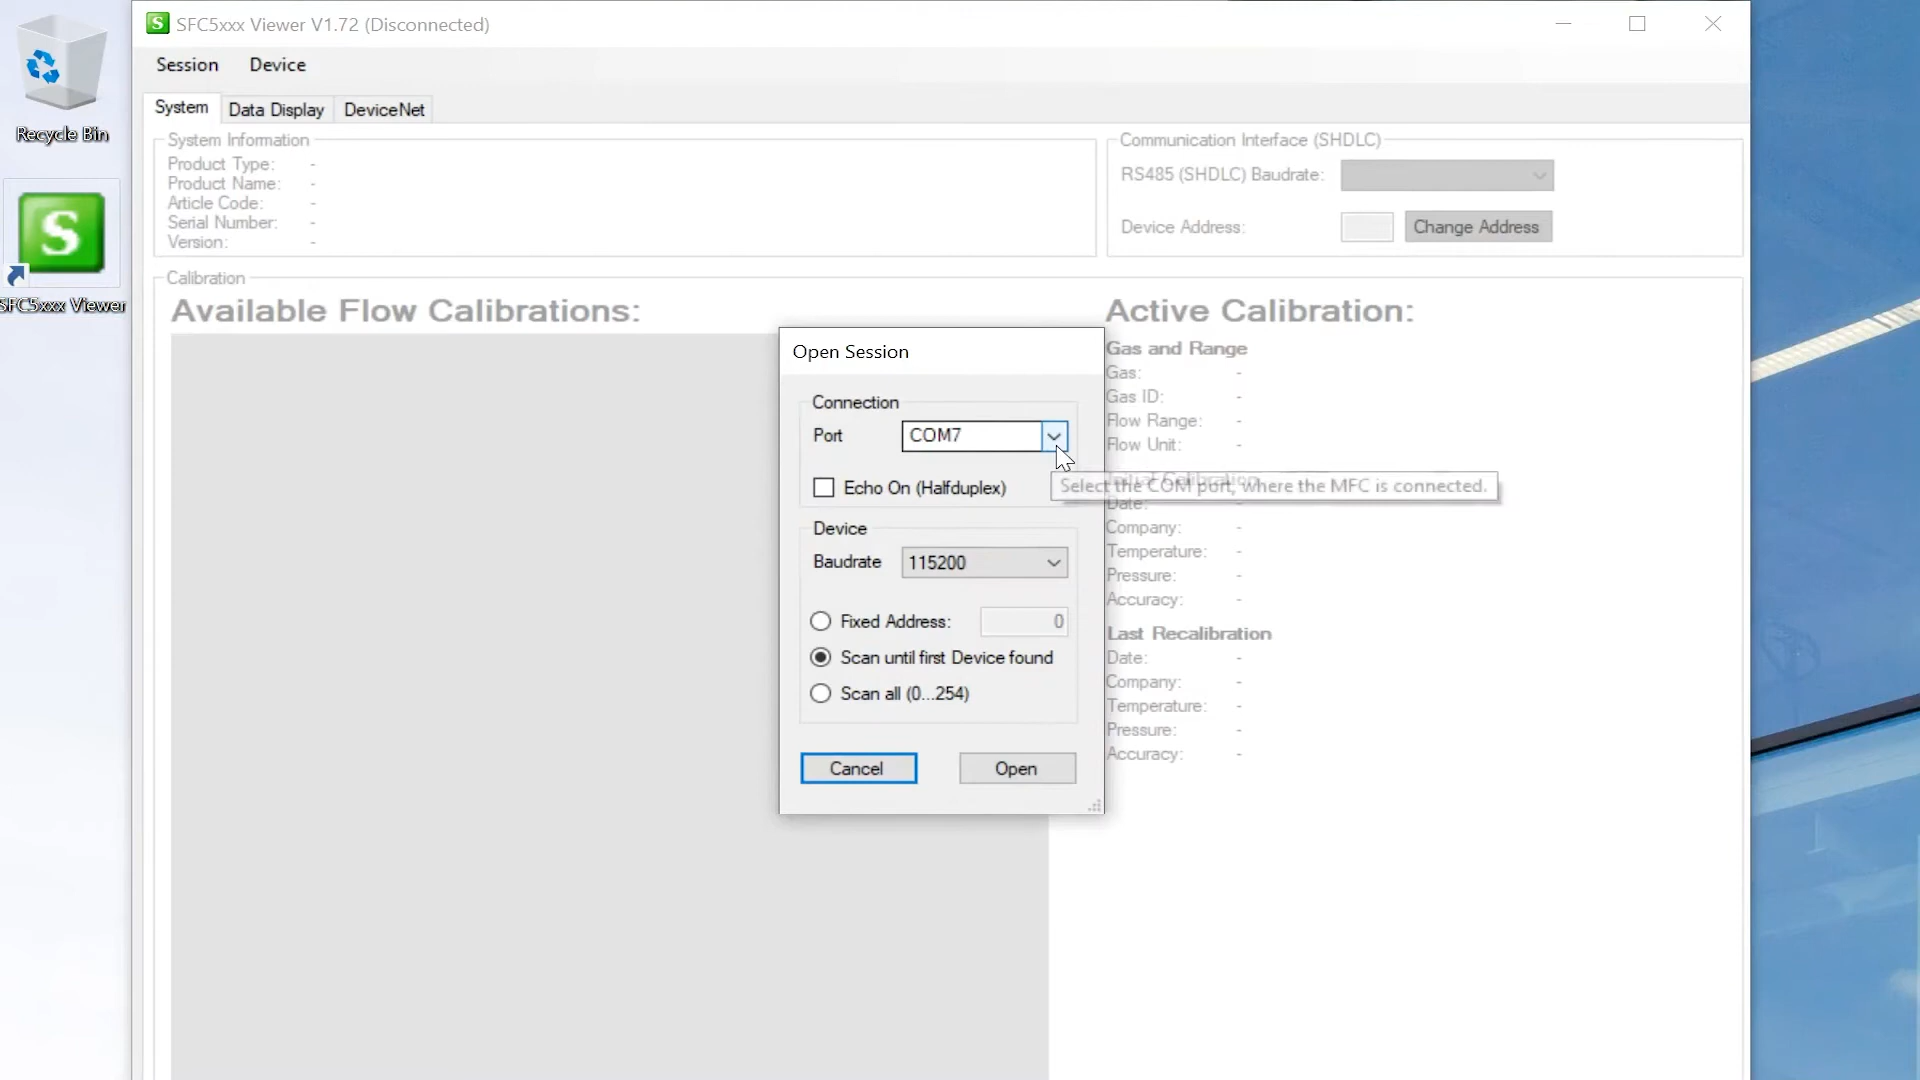 SFC5xxx Viewer V1.72 (Disconnected)
Session Device
System Data Display DeviceNet
Recycle Bin
SFC5xxx Viewer
System Information
Product Type: -
Product Name: -
Article Code: -
Serial Number: -
Version: -
Communication Interface (SHDLC)
RS485 (SHDLC) Baudrate:
Device Address: Change Address
Calibration
Available Flow Calibrations:
Active Calibration:
Gas and Range
Gas: -
Gas ID: -
Flow Range: -
Flow Unit: -
Initial Calibration
Date: -
Company: -
Temperature: -
Pressure: -
Accuracy: -
Last Recalibration
Date: -
Company: -
Temperature: -
Pressure: -
Accuracy: -
Open Session
Connection
Port COM7
Select the COM port, where the MFC is connected.
Echo On (Halfduplex)
Device
Baudrate 115200
Fixed Address: 0
Scan until first Device found
Scan all (0...254)
Cancel Open